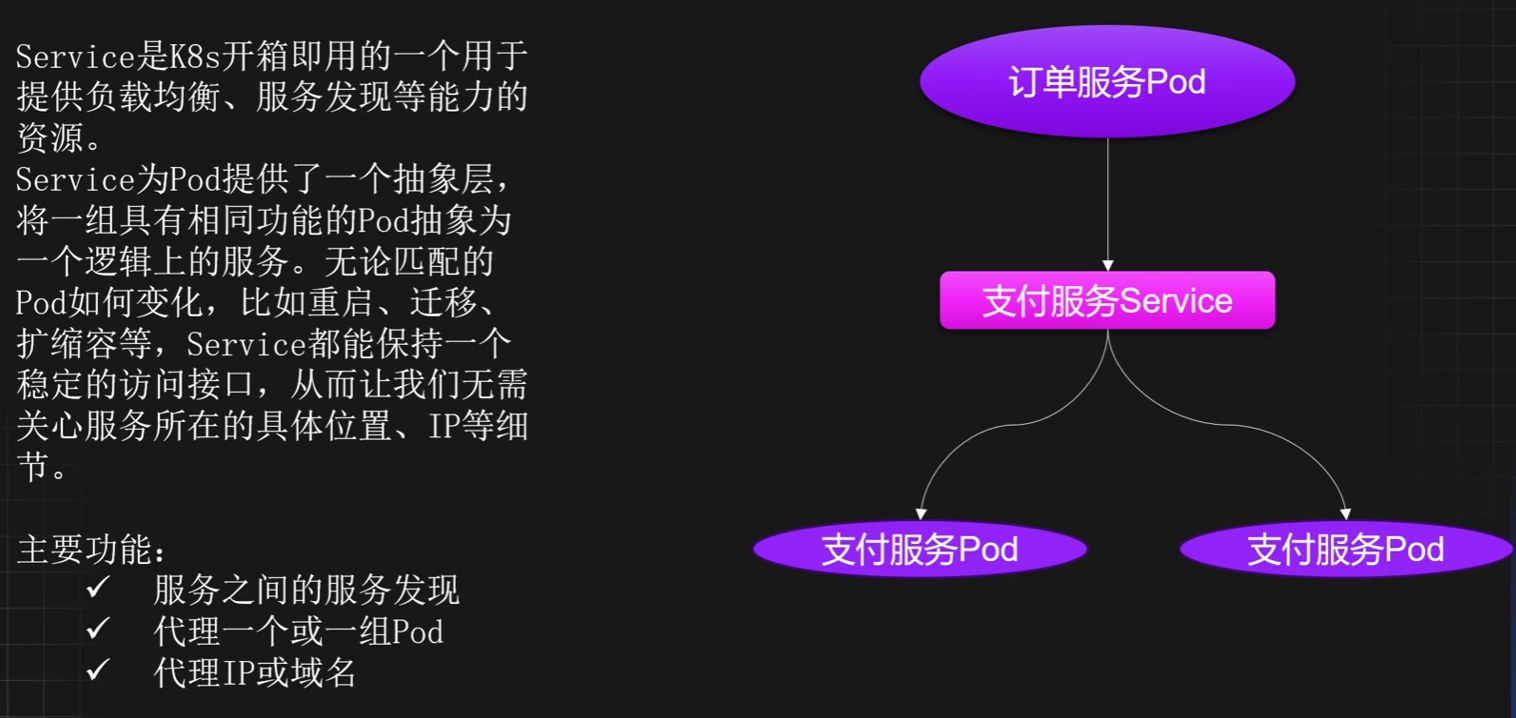 Service是K8s开箱即用的一个用于
提供负载均衡、服务发现等能力的
资源。
Service为Pod提供了一个抽象层，
将一组具有相同功能的Pod抽象为
一个逻辑上的服务。无论匹配的
Pod如何变化，比如重启、迁移、
扩缩容等，Service都能保持一个
稳定的访问接口，从而让我们无需
关心服务所在的具体位置、IP等细
节。
主要功能：
✓ 服务之间的服务发现
✓ 代理一个或一组Pod
✓ 代理IP或域名
订单服务Pod
支付服务Service
支付服务Pod
支付服务Pod